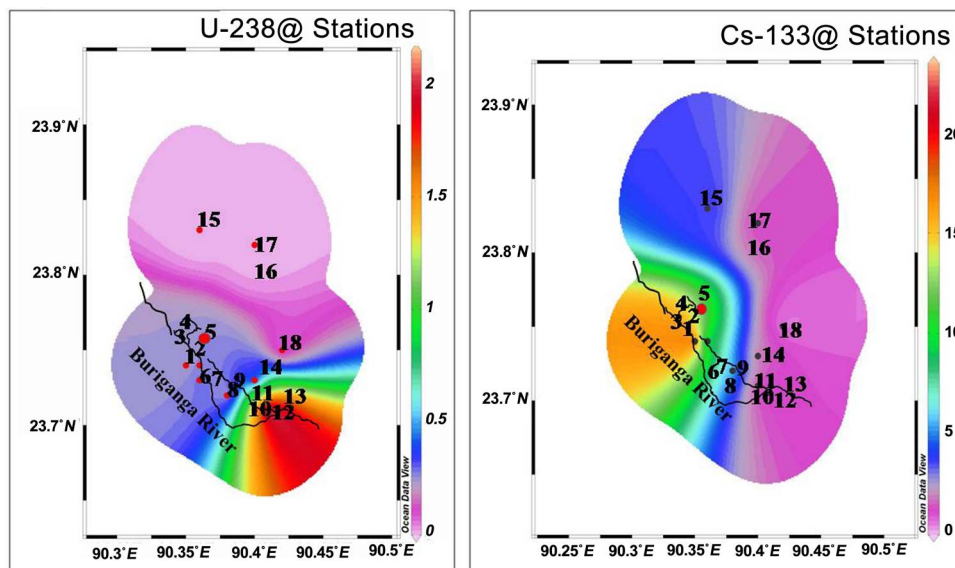 U-238@ Stations
2
1.5
1
0.5
0
23.9°N
23.8°N
23.7°N
15
17
16
4
3
5
2
18
1
14
6
7
9
8
11
13
10
12
Buriganga River
Ocean Data View
90.3°E
90.35°E
90.4°E
90.45°E
90.5°E
Cs-133@ Stations
20
15
10
5
0
23.9°N
23.8°N
23.7°N
15
17
16
5
4
2
3
1
18
14
7
9
6
8
11
13
10
12
Buriganga River
Ocean Data View
90.25°E
90.3°E
90.35°E
90.4°E
90.45°E
90.5°E